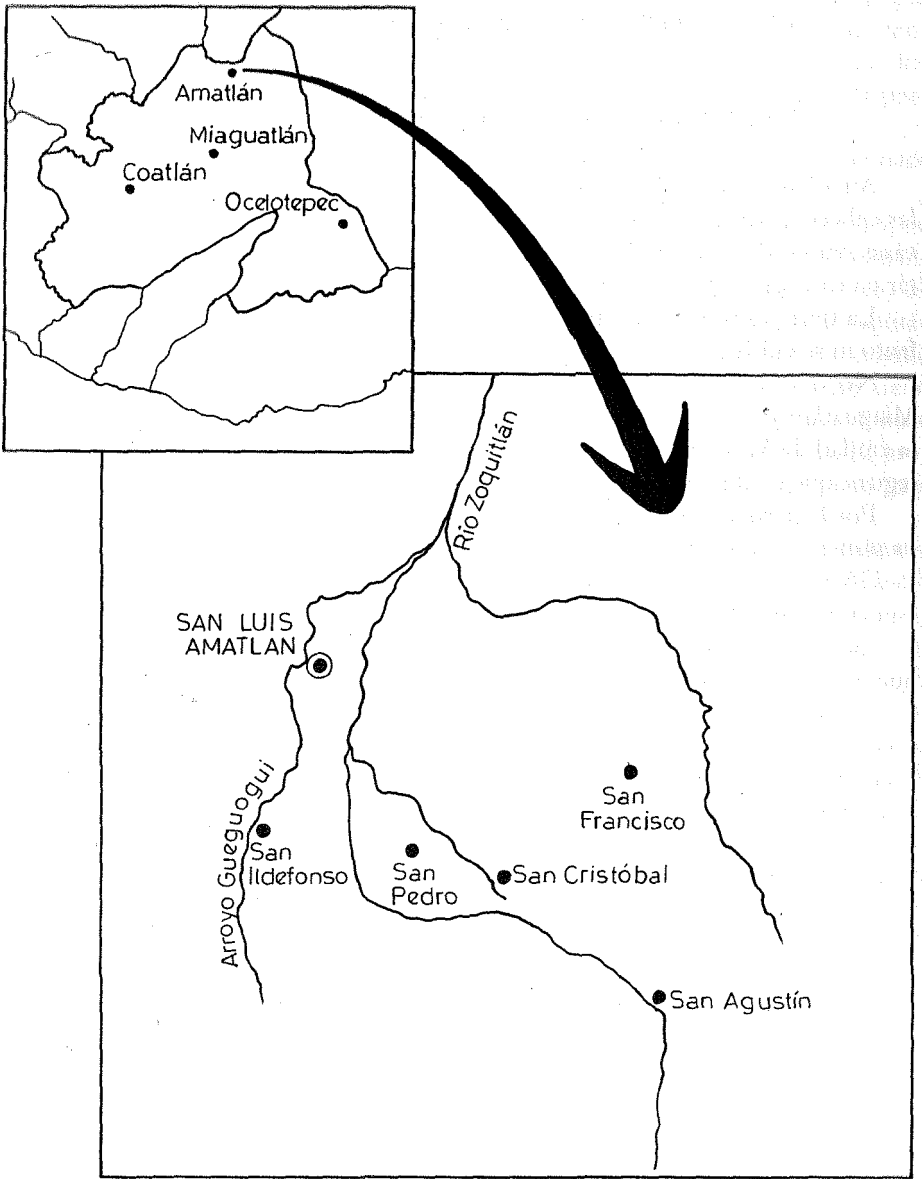 Amatlán
Miaguatlán
Coatlán
Ocelotepec
Río Zoquitlán
SAN LUIS
AMATLAN
Arroyo Gueguogui
San
Ildefonso
San
Pedro
San Cristóbal
San
Francisco
San Agustín